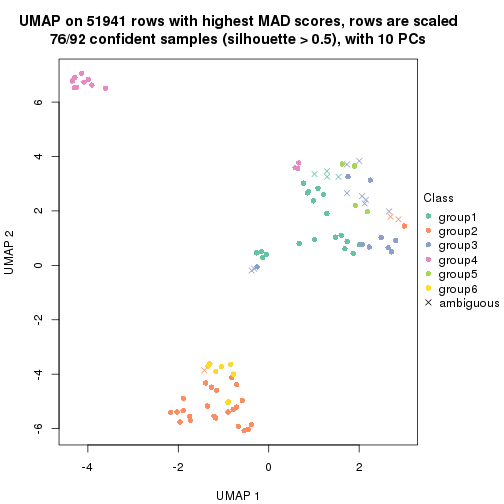 UMAP on 51941 rows with highest MAD scores, rows are scaled
76/92 confident samples (silhouette > 0.5), with 10 PCs
6
4
2
0
-2
-4
-6
UMAP 2
-4
-2
0
2
UMAP 1
Class
group1
group2
group3
group4
group5
group6
ambiguous